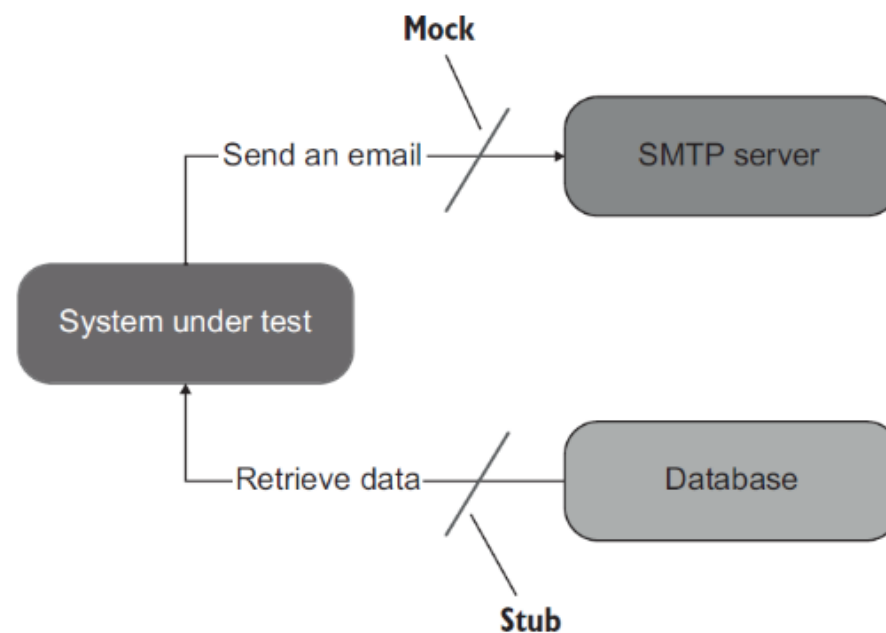 Mock
Send an email
SMTP server
System under test
Retrieve data
Database
Stub